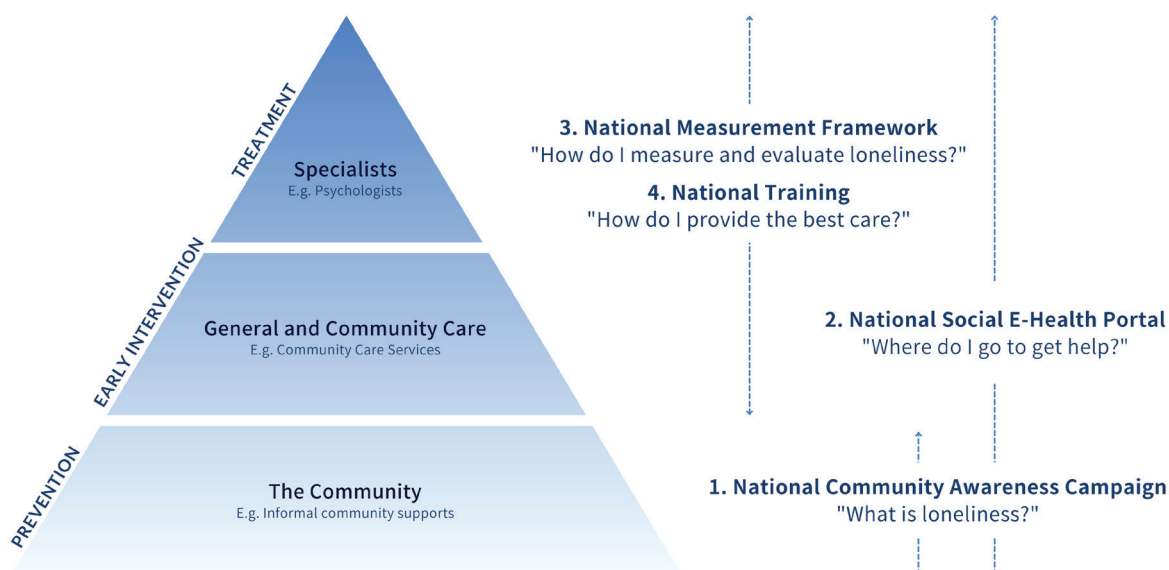 TREATMENT
Specialists
E.g. Psychologists
EARLY INTERVENTION
General and Community Care
E.g. Community Care Services
PREVENTION
The Community
E.g. Informal community supports
3. National Measurement Framework
"How do I measure and evaluate loneliness?"
4. National Training
"How do I provide the best care?"
2. National Social E-Health Portal
"Where do I go to get help?"
1. National Community Awareness Campaign
"What is loneliness?"